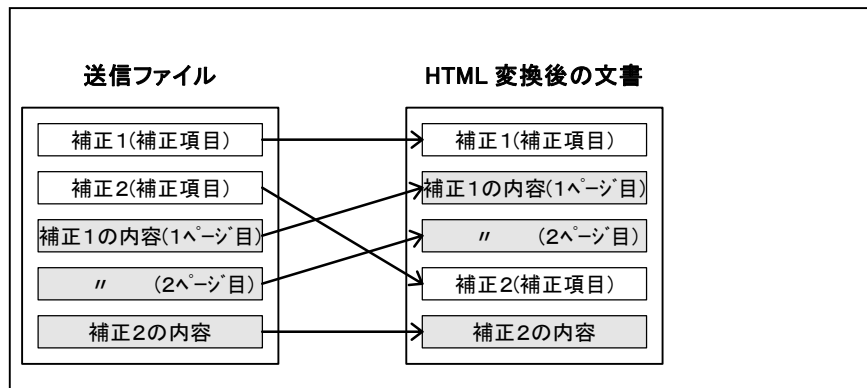 送信ファイル
補正1(補正項目)
補正2(補正項目)
補正1の内容(1ﾍﾟｰｼﾞ目)
〃 (2ﾍﾟｰｼﾞ目)
補正2の内容
HTML 変換後の文書
補正1(補正項目)
補正1の内容(1ﾍﾟｰｼﾞ目)
〃 (2ﾍﾟｰｼﾞ目)
補正2(補正項目)
補正2の内容